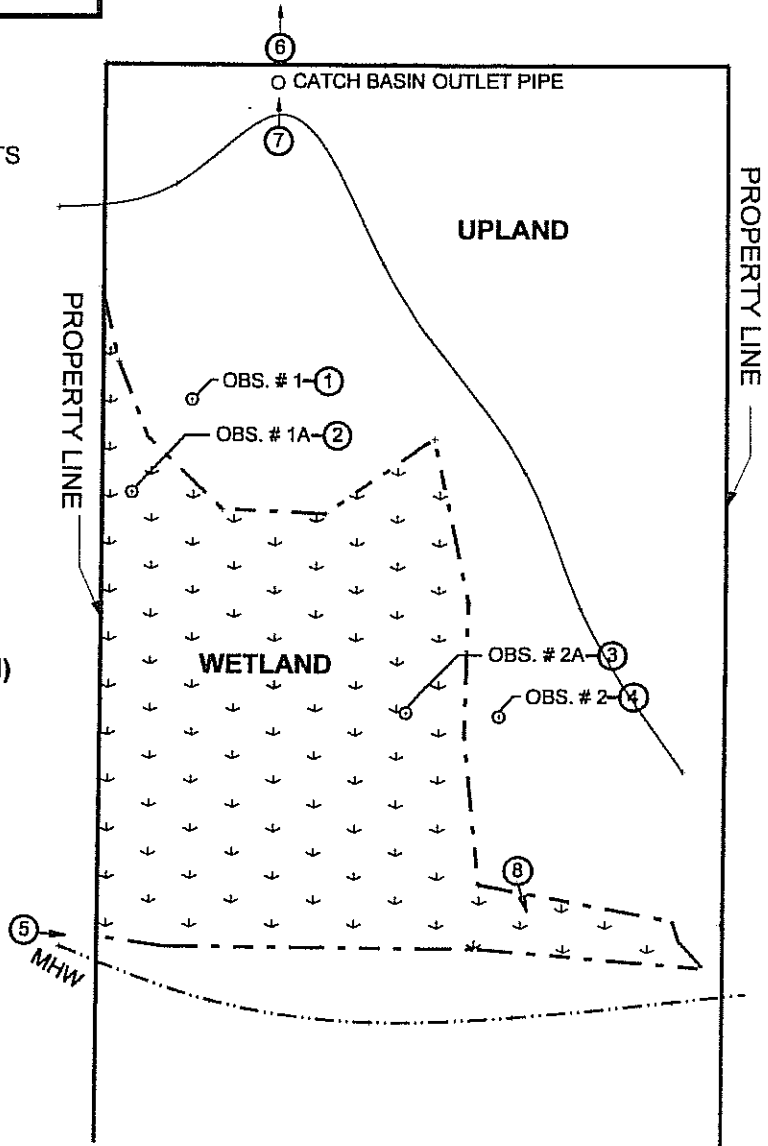 6
CATCH BASIN OUTLET PIPE
7
TS
UPLAND
PROPERTY LINE
PROPERTY LINE
OBS. # 1 1
OBS. # 1A 2
)
WETLAND
OBS. # 2A 3
OBS. # 2 4
8
5
MHW